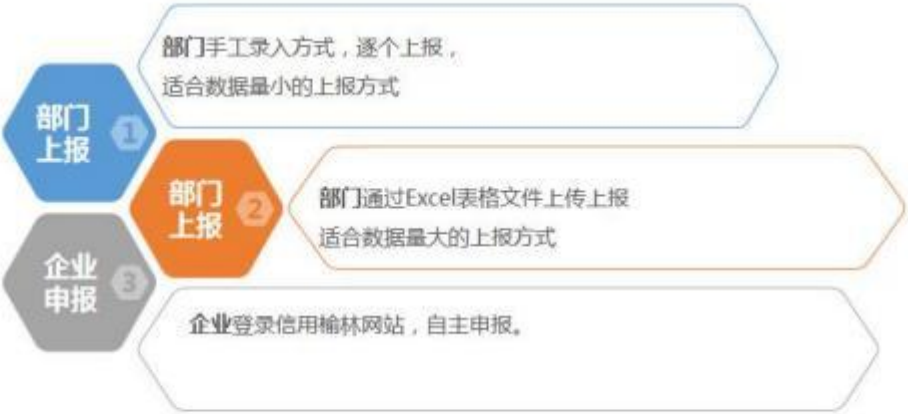 部门手工录入方式，逐个上报，
适合数据量小的上报方式
部门
上报
1
部门
上报
2
部门通过Excel表格文件上传上报
适合数据量大的上报方式
企业
申报
3
企业登录信用榆林网站，自主申报。